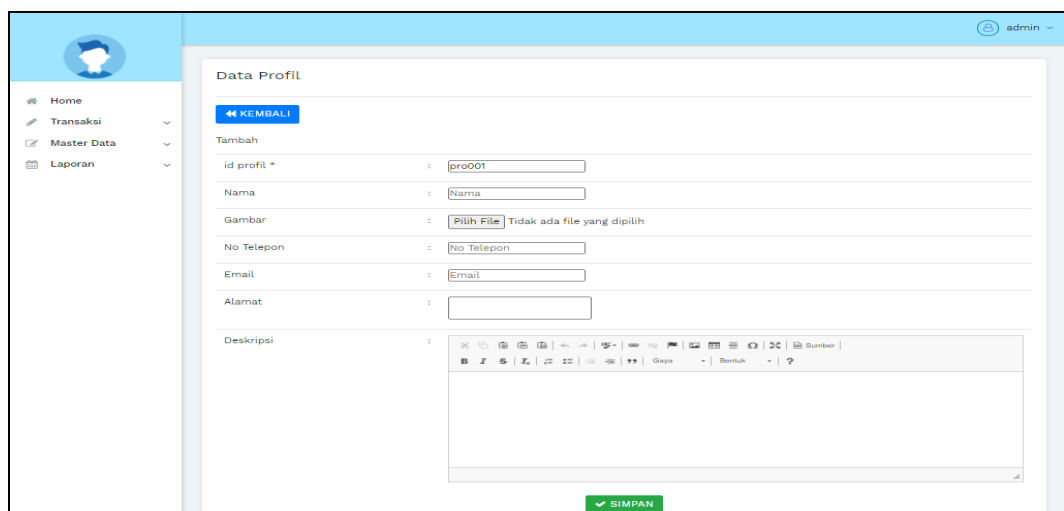 admin
Home
Transaksi
Master Data
Laporan
Data Profil
KEMBALI
Tambah
id profil * : pro001
Nama : Nama
Gambar : Pilih File Tidak ada file yang dipilih
No Telepon : No Telepon
Email : Email
Alamat :
Deskripsi :
Sumber
B I S Ix Gaya Bentuk ?
SIMPAN